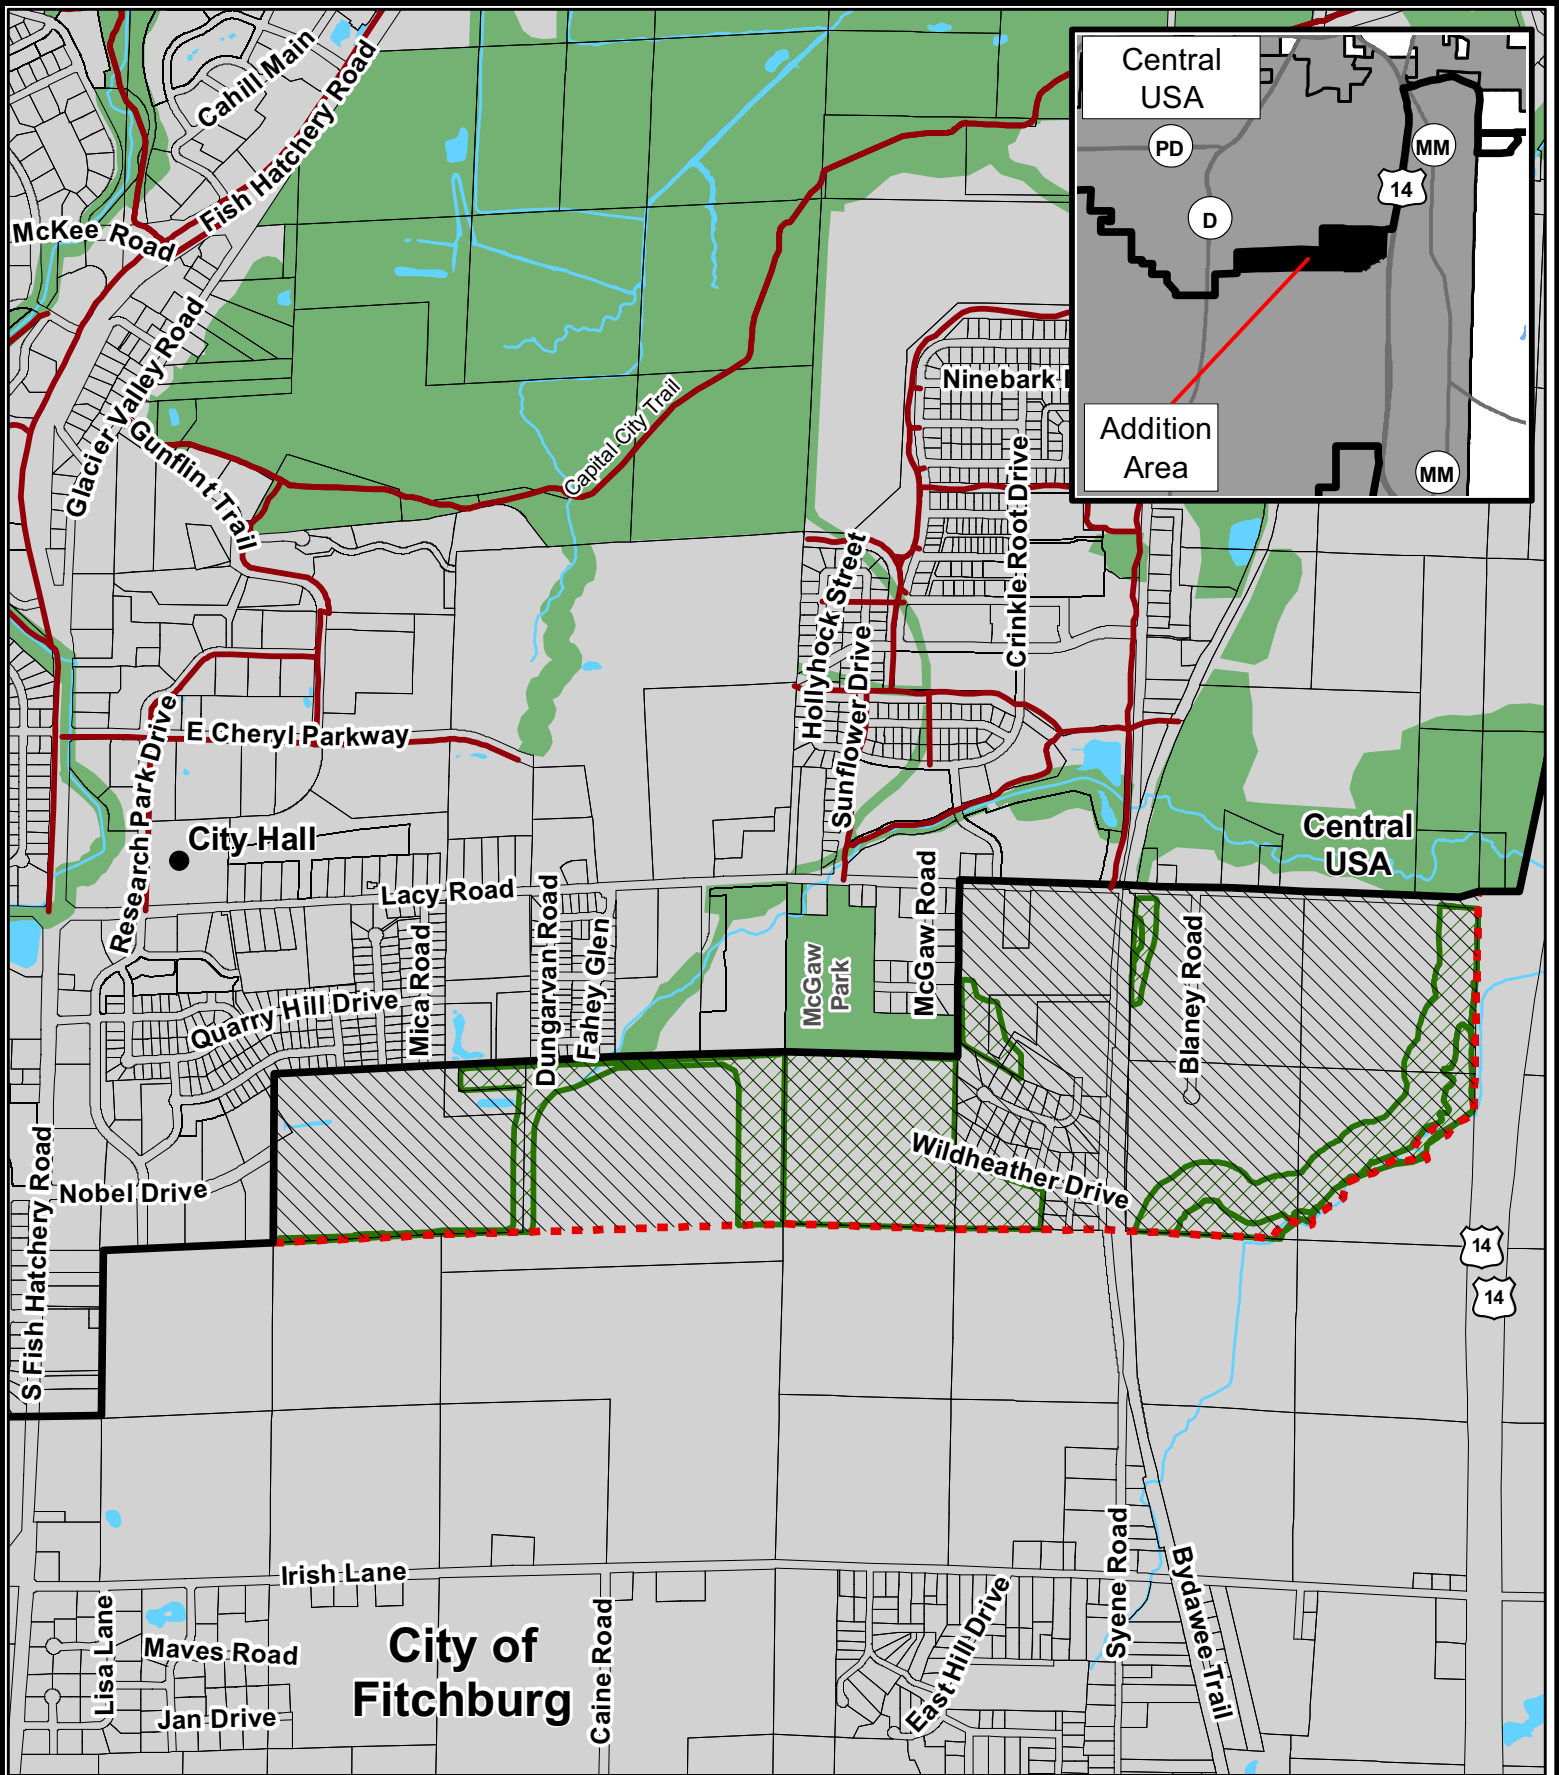 Cahill Main
Fish Hatchery Road
McKee Road
Glacier Valley Road
Gunflint Trail
Capital City Trail
Ninebark
Crinkle Root Drive
Hollyhock Street
Sunflower Drive
Central
USA
PD
MM
14
D
Addition
Area
MM
E Cheryl Parkway
Research Park Drive
City Hall
Lacy Road
Central
USA
Quarry Hill Drive
Mica Road
Dungarvan Road
Fahey Glen
McGaw
Park
McGaw Road
Blaney Road
Wildheather Drive
Nobel Drive
S Fish Hatchery Road
14
14
Irish Lane
Lisa Lane
Maves Road
Jan Drive
City of
Fitchburg
Caine Road
East Hill Drive
Syene Road
Bydawee Trail